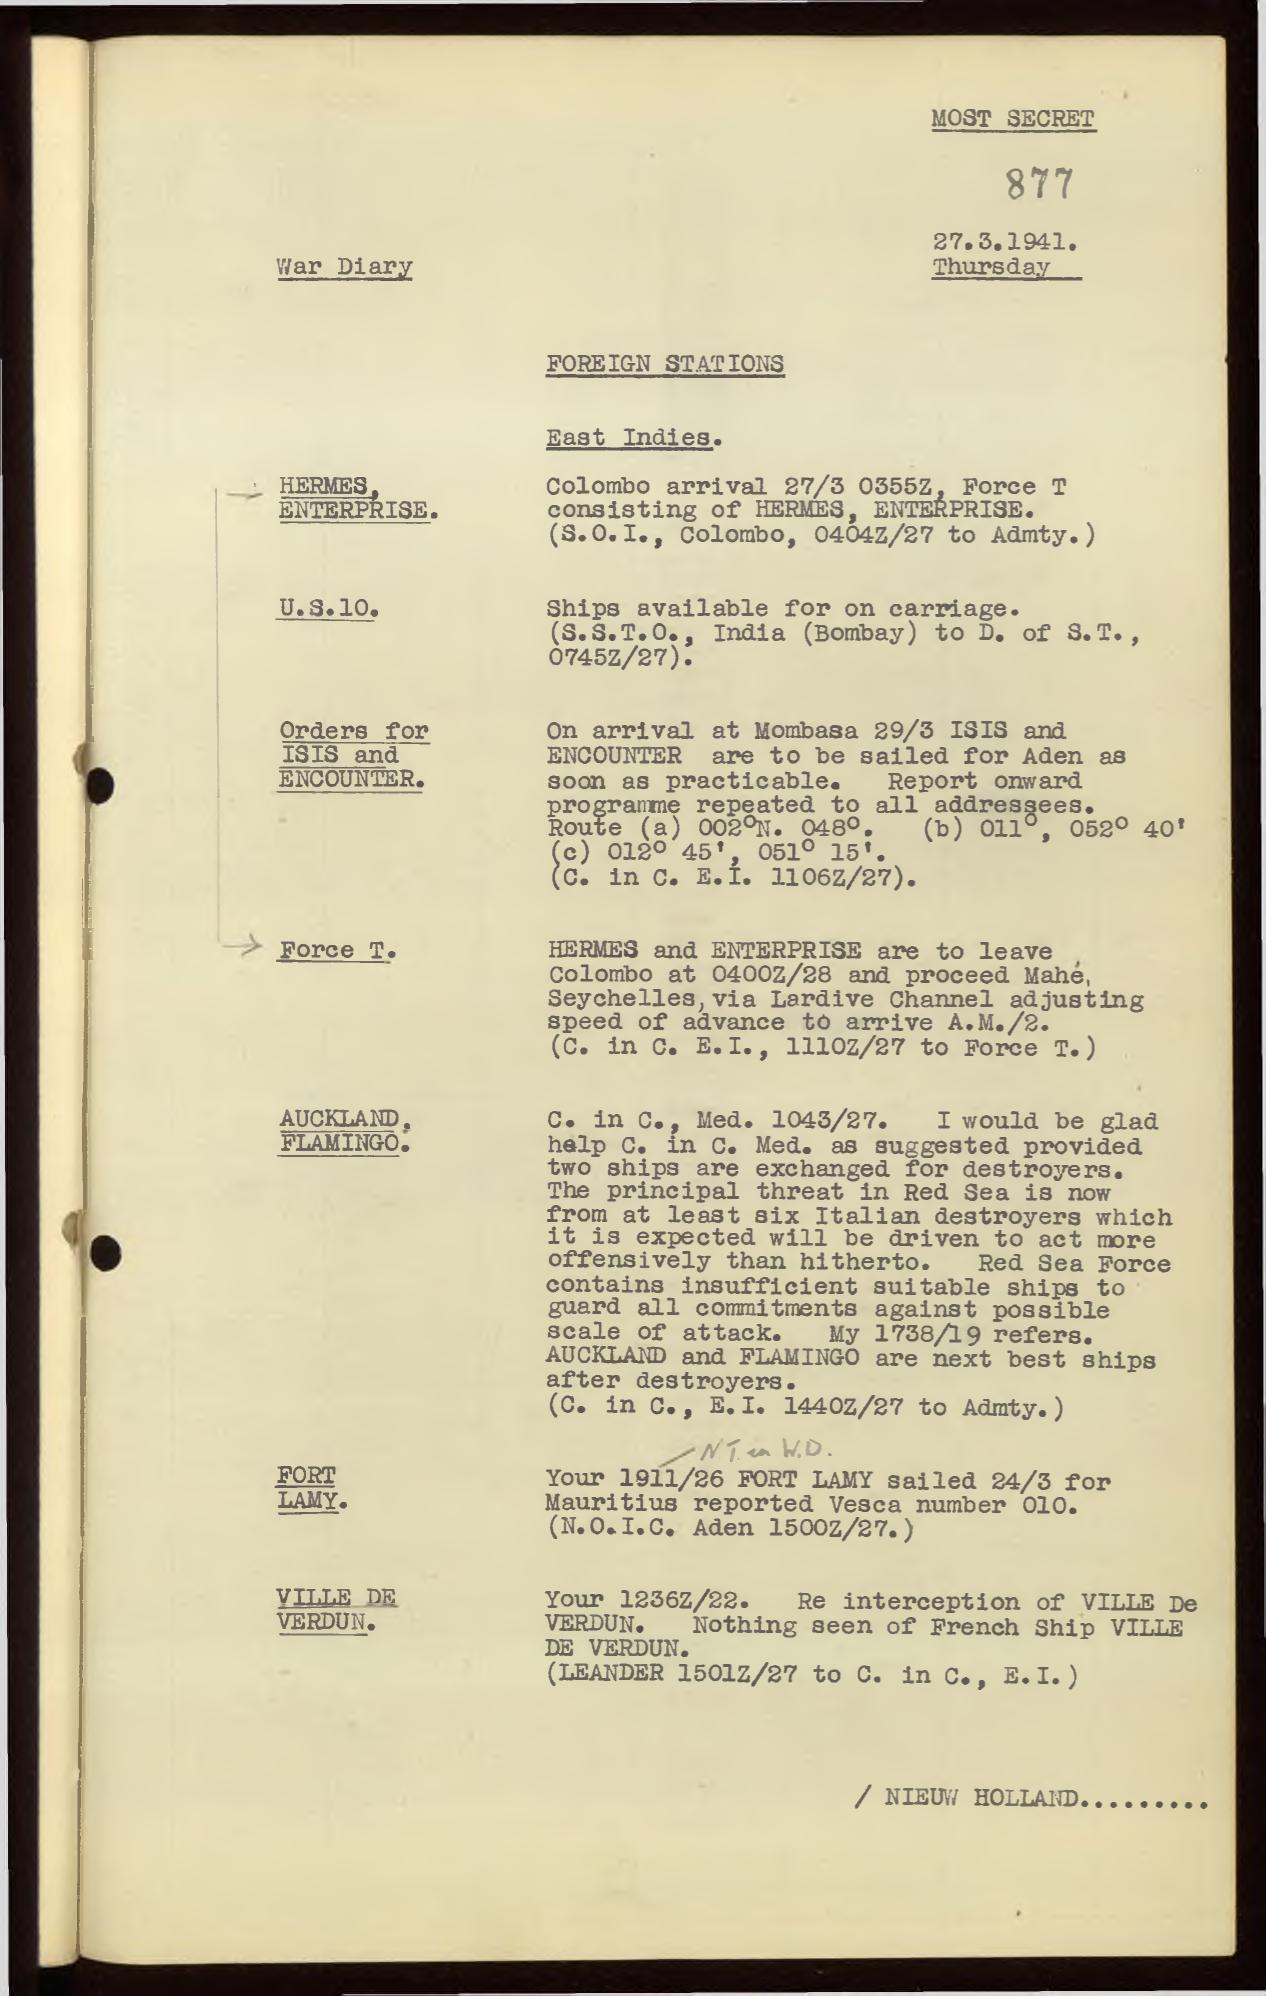 MOST SECRET
877
27.3.1941.
War Diary
Thursday
FOREIGN STATIONS
East Indies.
HERMES,
ENTERPRISE.
Colombo arrival 27/3 0355Z, Force T
consisting of HERMES, ENTERPRISE.
(S.O.I., Colombo, 0404Z/27 to Admty.)
U.S.10.
Ships available for on carriage.
(S.S.T.O., India (Bombay) to D. of S.T.,
0745Z/27).
Orders for
ISIS and
ENCOUNTER.
On arrival at Mombasa 29/3 ISIS and
ENCOUNTER are to be sailed for Aden as
soon as practicable. Report onward
programme repeated to all addressees.
Route (a) 002°N. 048°. (b) 011°, 052° 40'
(c) 012° 45', 051° 15'.
(C. in C. E.I. 1106Z/27).
Force T.
HERMES and ENTERPRISE are to leave
Colombo at 0400Z/28 and proceed Mahé,
Seychelles, via Lardive Channel adjusting
speed of advance to arrive A.M./2.
(C. in C. E.I., 1110Z/27 to Force T.)
AUCKLAND,
FLAMINGO.
C. in C., Med. 1043/27. I would be glad
help C. in C. Med. as suggested provided
two ships are exchanged for destroyers.
The principal threat in Red Sea is now
from at least six Italian destroyers which
it is expected will be driven to act more
offensively than hitherto. Red Sea Force
contains insufficient suitable ships to
guard all commitments against possible
scale of attack. My 1738/19 refers.
AUCKLAND and FLAMINGO are next best ships
after destroyers.
(C. in C., E.I. 1440Z/27 to Admty.)
N.T. in W.D.
FORT
LAMY.
Your 1911/26 FORT LAMY sailed 24/3 for
Mauritius reported Vesca number 010.
(N.O.I.C. Aden 1500Z/27.)
VILLE DE
VERDUN.
Your 1236Z/22. Re interception of VILLE De
VERDUN. Nothing seen of French Ship VILLE
DE VERDUN.
(LEANDER 1501Z/27 to C. in C., E.I.)
/ NIEUW HOLLAND.........